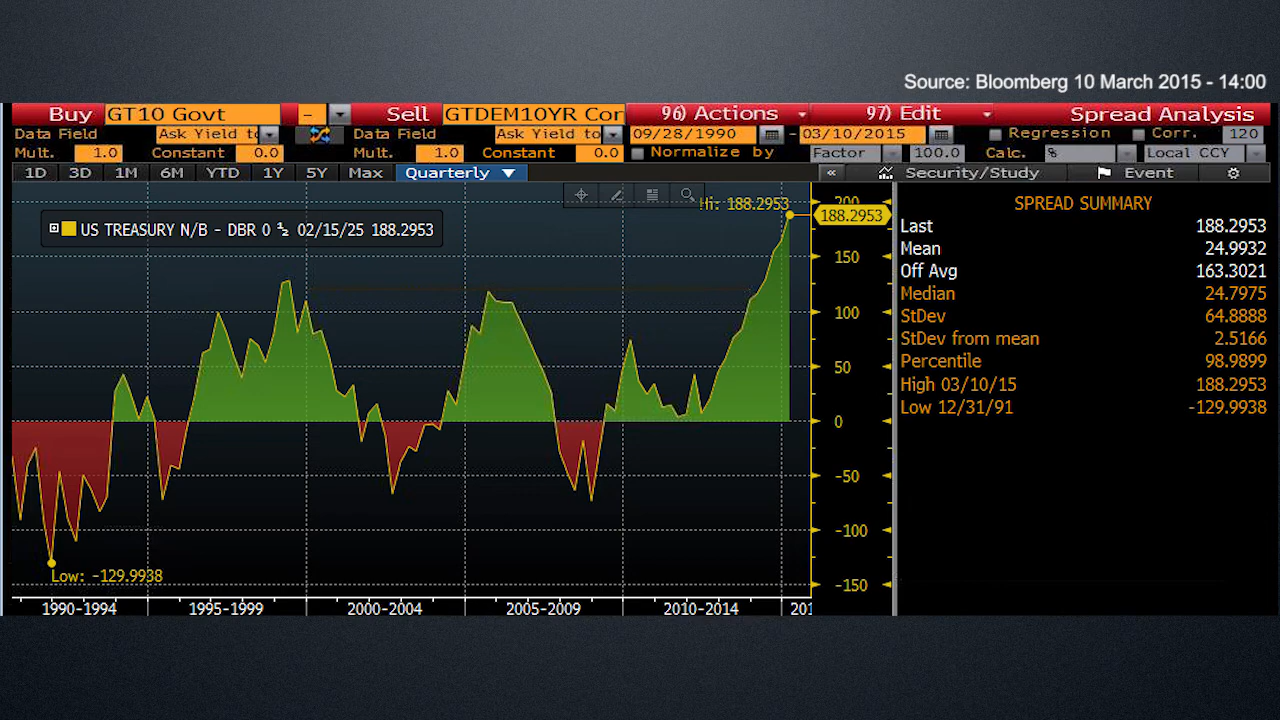 Source: Bloomberg 10 March 2015 - 14:00
Buy GT10 Govt - Sell GTDEM10YR Cor 96) Actions 97) Edit Spread Analysis
Data Field Ask Yield to Data Field Ask Yield to 09/28/1990 - 03/10/2015 Regression Corr. 120
Mult. 1.0 Constant 0.0 Mult. 1.0 Constant 0.0 Normalize by Factor 100.0 Calc. % Local CCY
1D 3D 1M 6M YTD 1Y 5Y Max Quarterly ▼ « Security/Study Event
Hi: 188.2953
200
188.2953
US TREASURY N/B - DBR 0 ½ 02/15/25 188.2953
150
100
50
0
-50
-100
-150
Low: -129.9938
1990-1994 1995-1999 2000-2004 2005-2009 2010-2014 201
SPREAD SUMMARY
Last 188.2953
Mean 24.9932
Off Avg 163.3021
Median 24.7975
StDev 64.8888
StDev from mean 2.5166
Percentile 98.9899
High 03/10/15 188.2953
Low 12/31/91 -129.9938